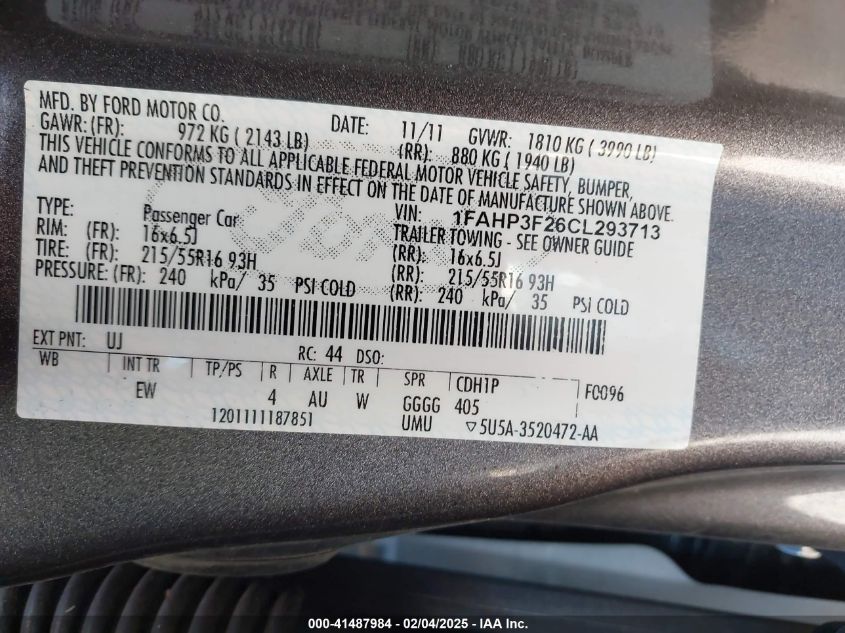 MFD. BY FORD MOTOR CO. DATE: 11/11 GVWR: 1810 KG ( 3990 LB)
GAWR: (FR): 972 KG ( 2143 LB) (RR): 880 KG ( 1940 LB)
THIS VEHICLE CONFORMS TO ALL APPLICABLE FEDERAL MOTOR VEHICLE SAFETY, BUMPER,
AND THEFT PREVENTION STANDARDS IN EFFECT ON THE DATE OF MANUFACTURE SHOWN ABOVE.
VIN: 1FAHP3F26CL293713
TYPE: Passenger Car TRAILER TOWING - SEE OWNER GUIDE
RIM: (FR): 16x6.5J (RR): 16x6.5J
TIRE: (FR): 215/55R16 93H (RR): 215/55R16 93H
PRESSURE: (FR): 240 kPa/ 35 PSI COLD (RR): 240 kPa/ 35 PSI COLD
EXT PNT: UJ RC: 44 DSO:
WB INT TR TP/PS R AXLE TR SPR CDH1P F0096
EW 4 AU W GGGG 405
1201111187851 UMU ▽5U5A-3520472-AA
000-41487984 - 02/04/2025 - IAA Inc.